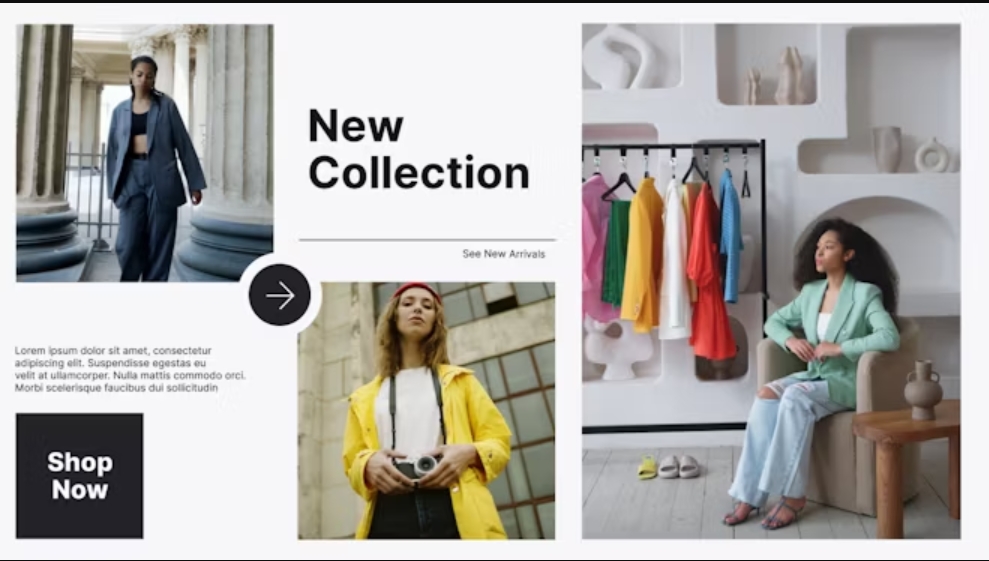 New
Collection
See New Arrivals
Lorem ipsum dolor sit amet, consectetur
adipiscing elit. Suspendisse egestas eu
velit at ullamcorper. Nulla mattis commodo orci.
Morbi scelerisque faucibus dui sollicitudin
Shop
Now